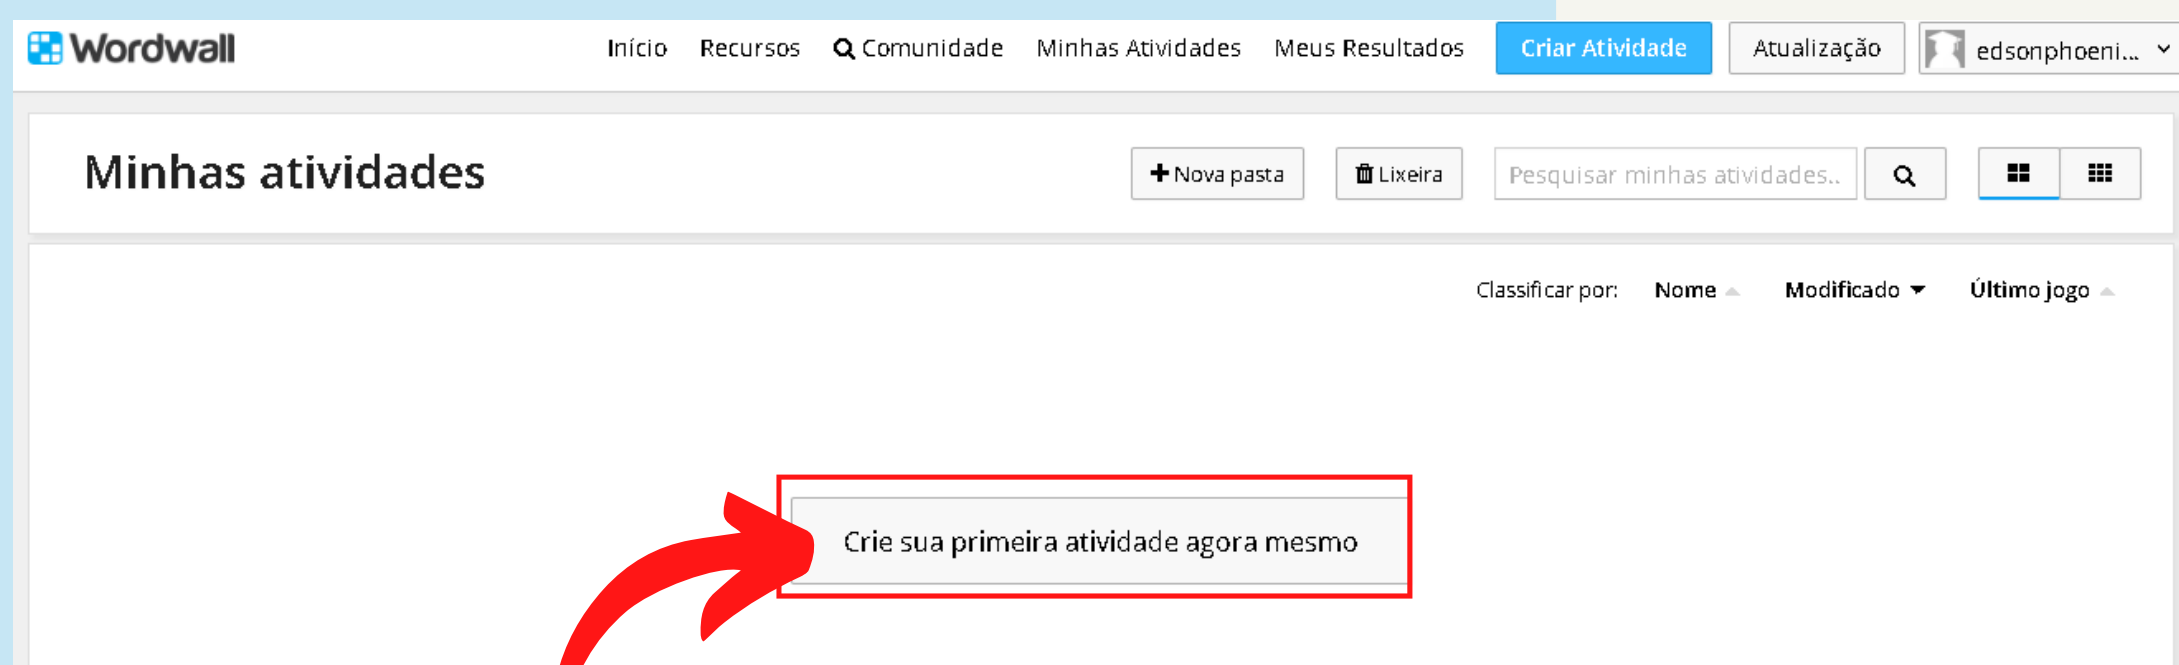 Wordwall Início Recursos Comunidade Minhas Atividades Meus Resultados Criar Atividade Atualização edsonphoeni...
Minhas atividades Nova pasta Lixeira Pesquisar minhas atividades..
Classificar por: Nome Modificado Último jogo
Crie sua primeira atividade agora mesmo